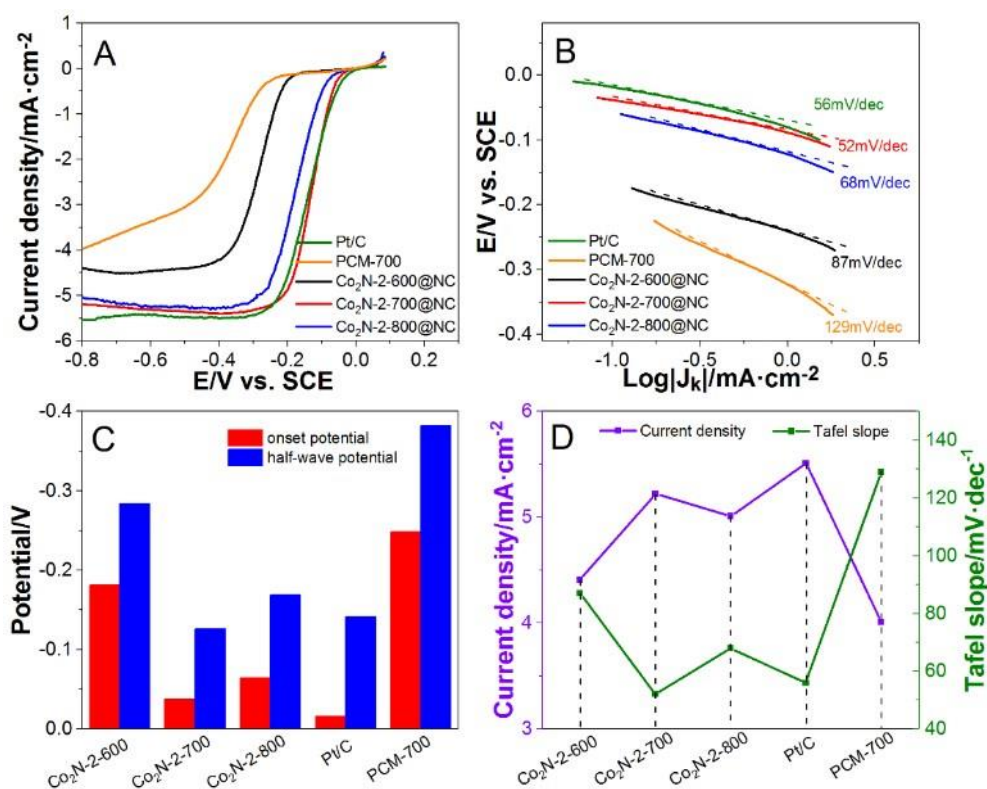 A
Current density/mA·cm⁻²
1
0
-1
-2
-3
-4
-5
-6
Pt/C
PCM-700
Co₂N-2-600@NC
Co₂N-2-700@NC
Co₂N-2-800@NC
-0.8
-0.6
-0.4
-0.2
0.0
0.2
E/V vs. SCE
B
E/V vs. SCE
0.0
-0.1
-0.2
-0.3
-0.4
56mV/dec
52mV/dec
68mV/dec
87mV/dec
129mV/dec
Pt/C
PCM-700
Co₂N-2-600@NC
Co₂N-2-700@NC
Co₂N-2-800@NC
-1.0
-0.5
0.0
0.5
Log|Jₖ|/mA·cm⁻²
C
Potential/V
-0.4
-0.3
-0.2
-0.1
0.0
onset potential
half-wave potential
Co₂N-2-600
Co₂N-2-700
Co₂N-2-800
Pt/C
PCM-700
D
Current density/mA·cm⁻²
6
5
4
3
Current density
Tafel slope
140
120
100
80
60
40
Tafel slope/mV·dec⁻¹
Co₂N-2-600
Co₂N-2-700
Co₂N-2-800
Pt/C
PCM-700